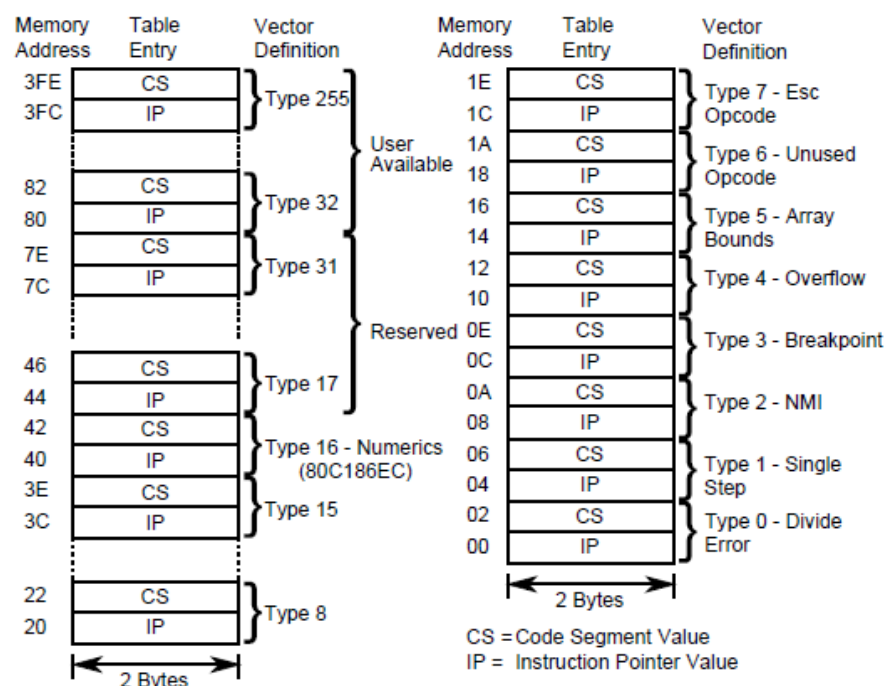 Memory Address Table Entry Vector Definition
3FE CS
3FC IP
Type 255
User Available
82 CS
80 IP
Type 32
7E CS
7C IP
Type 31
Reserved
46 CS
44 IP
Type 17
42 CS
40 IP
Type 16 - Numerics
(80C186EC)
3E CS
3C IP
Type 15
22 CS
20 IP
Type 8
2 Bytes
Memory Address Table Entry Vector Definition
1E CS
1C IP
Type 7 - Esc
Opcode
1A CS
18 IP
Type 6 - Unused
Opcode
16 CS
14 IP
Type 5 - Array
Bounds
12 CS
10 IP
Type 4 - Overflow
0E CS
0C IP
Type 3 - Breakpoint
0A CS
08 IP
Type 2 - NMI
06 CS
04 IP
Type 1 - Single
Step
02 CS
00 IP
Type 0 - Divide
Error
2 Bytes
CS = Code Segment Value
IP = Instruction Pointer Value